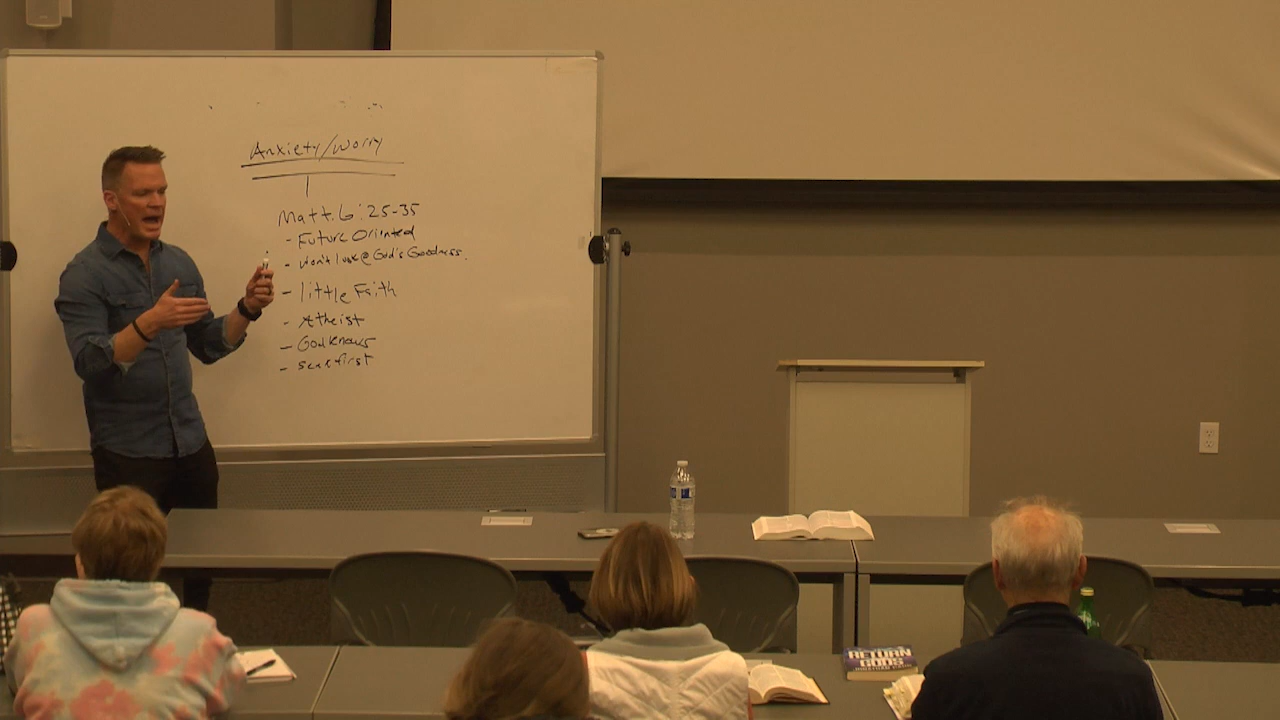 Anxiety/Worry
Matt. 6:25-35
- Future Oriented
- Won't look @ God's Goodness.
- little Faith
- Atheist
- God knows
- seek first
RETURN
GODS